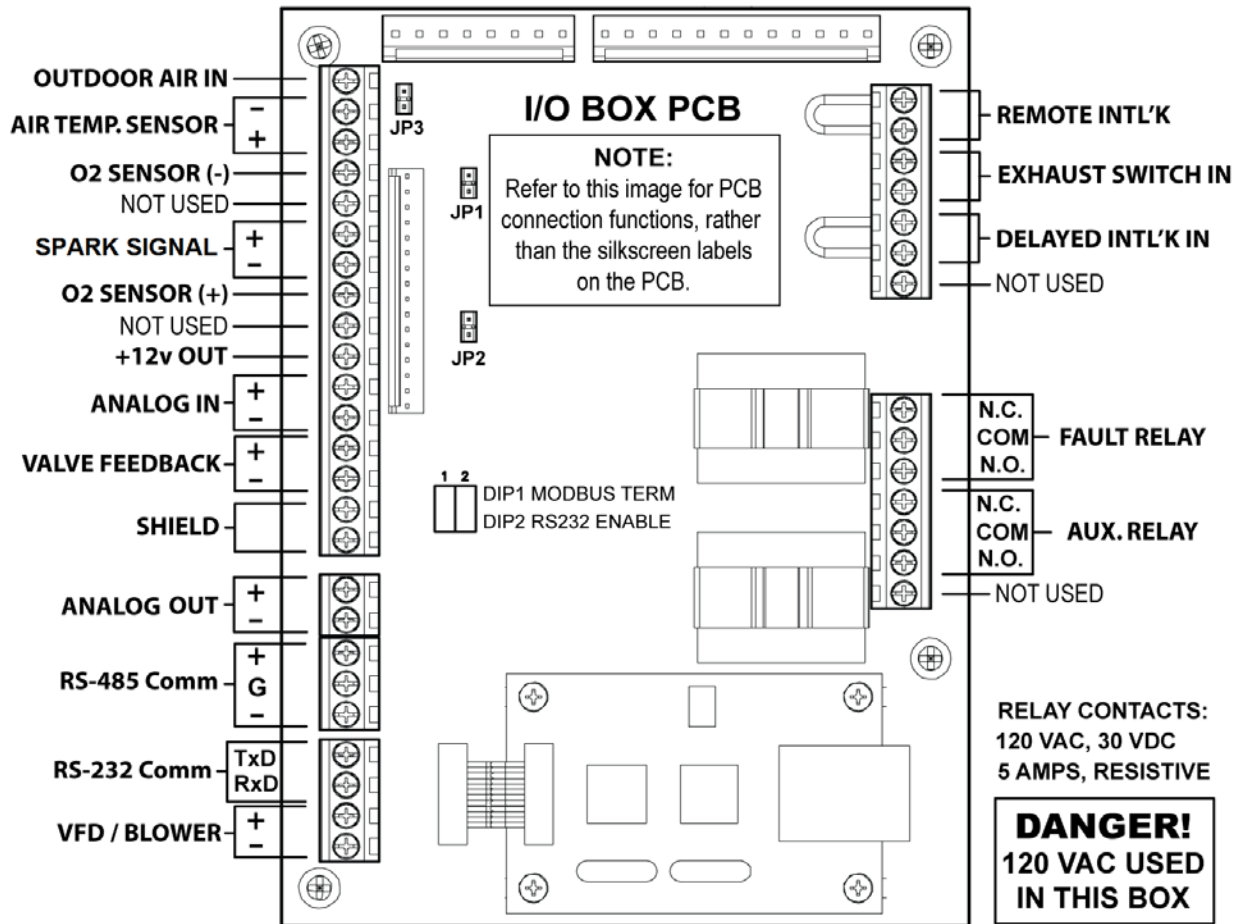 OUTDOOR AIR IN
-
AIR TEMP. SENSOR
+
O2 SENSOR (-)
NOT USED
+
SPARK SIGNAL
-
O2 SENSOR (+)
NOT USED
+12v OUT
+
ANALOG IN
-
+
VALVE FEEDBACK
-
SHIELD
+
ANALOG OUT
-
+
RS-485 Comm G
-
RS-232 Comm TxD
RxD
+
VFD / BLOWER
-
JP3
JP1
JP2
I/O BOX PCB
NOTE:
Refer to this image for PCB
connection functions, rather
than the silkscreen labels
on the PCB.
1 2
DIP1 MODBUS TERM
DIP2 RS232 ENABLE
REMOTE INTL'K
EXHAUST SWITCH IN
DELAYED INTL'K IN
NOT USED
N.C.
COM FAULT RELAY
N.O.
N.C.
COM AUX. RELAY
N.O.
NOT USED
RELAY CONTACTS:
120 VAC, 30 VDC
5 AMPS, RESISTIVE
DANGER!
120 VAC USED
IN THIS BOX